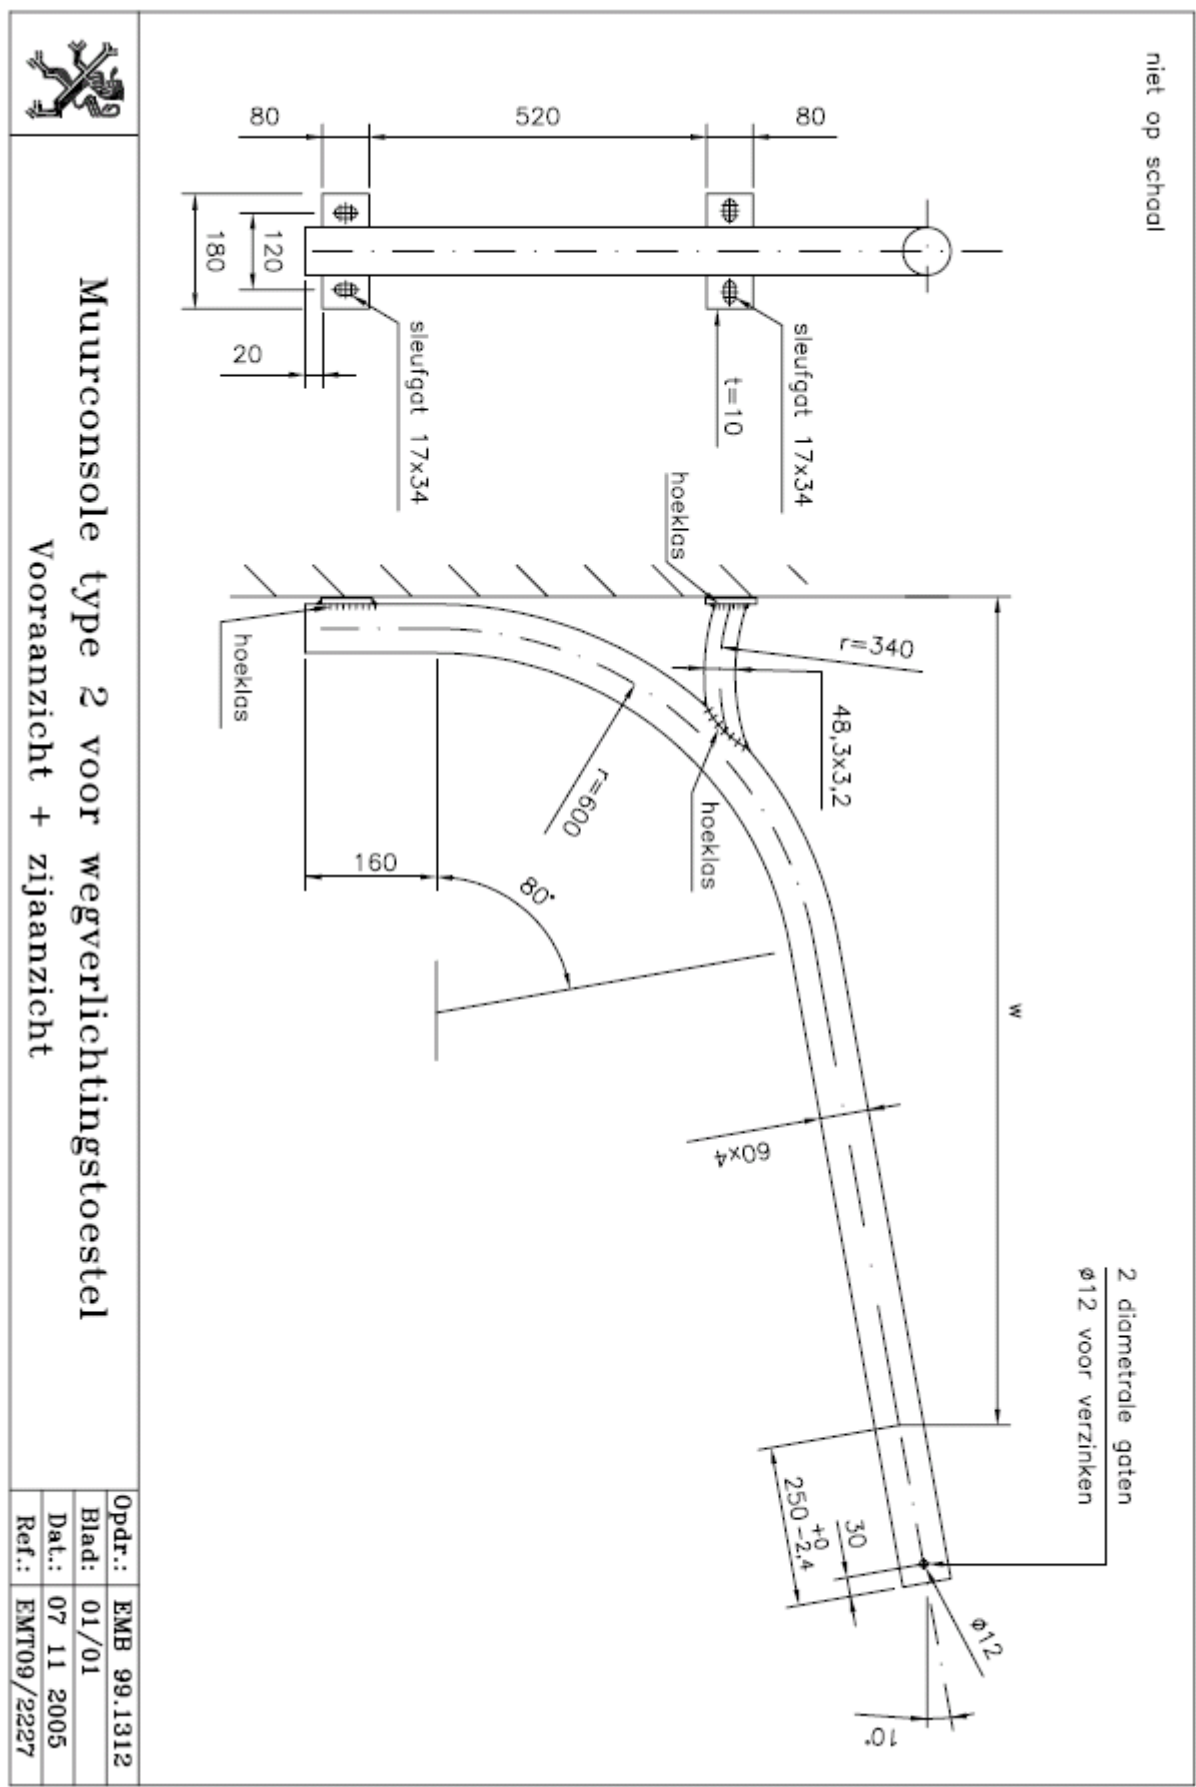 niet op schaal
80
520
80
180
120
20
sleufgat 17x34
t=10
sleufgat 17x34
hoeklas
hoeklas
r=340
48,3x3,2
hoeklas
r=600
160
80°
w
60x4
2 diametrale gaten
ø12 voor verzinken
250 +0 -2,4
30
ø12
10°
Muurconsole type 2 voor wegverlichtingstoestel
Vooraanzicht + zijaanzicht
Opdr.: EMB 99.1312
Blad: 01/01
Dat.: 07 11 2005
Ref.: EMT09/2227